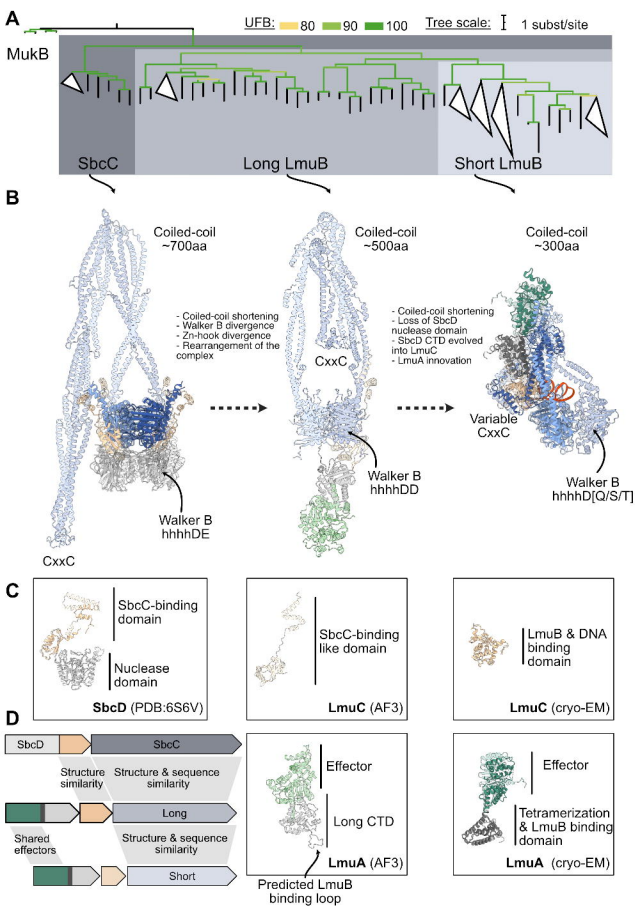 A
UFB: 80 90 100 Tree scale: 1 subst/site
MukB
SbcC Long LmuB Short LmuB
B
Coiled-coil
~700aa
Coiled-coil
~500aa
Coiled-coil
~300aa
- Coiled-coil shortening
- Walker B divergence
- Zn-hook divergence
- Rearrangement of the
complex
- Coiled-coil shortening
- Loss of SbcD
nuclease domain
- SbcD CTD evolved
into LmuC
- LmuA innovation
CxxC
Variable
CxxC
Walker B
hhhhDE
Walker B
hhhhDD
Walker B
hhhhD[Q/S/T]
CxxC
C
SbcC-binding
domain
Nuclease
domain
SbcD (PDB:6S6V)
SbcC-binding
like domain
LmuC (AF3)
LmuB & DNA
binding
domain
LmuC (cryo-EM)
D
SbcD SbcC
Structure
similarity
Structure & sequence
similarity
Long
Shared
effectors
Structure & sequence
similarity
Short
Effector
Long CTD
LmuA (AF3)
Predicted LmuB
binding loop
Effector
Tetramerization
& LmuB binding
domain
LmuA (cryo-EM)